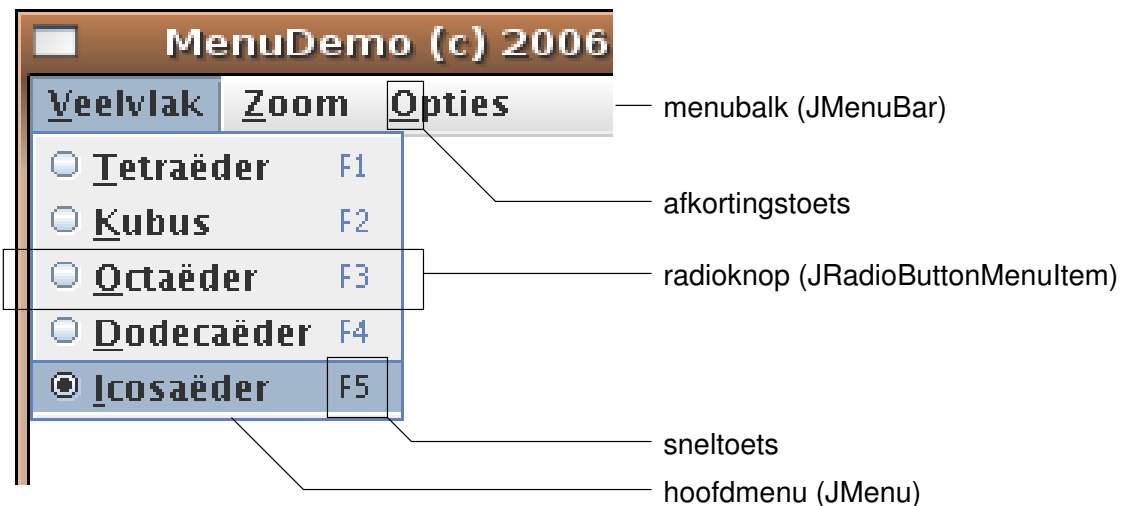 MenuDemo (c) 2006
Veelvlak Zoom Opties
menubalk (JMenuBar)
Tetraëder F1
afkortingstoets
Kubus F2
Octaëder F3
radioknop (JRadioButtonMenuItem)
Dodecaëder F4
Icosaëder F5
sneltoets
hoofdmenu (JMenu)